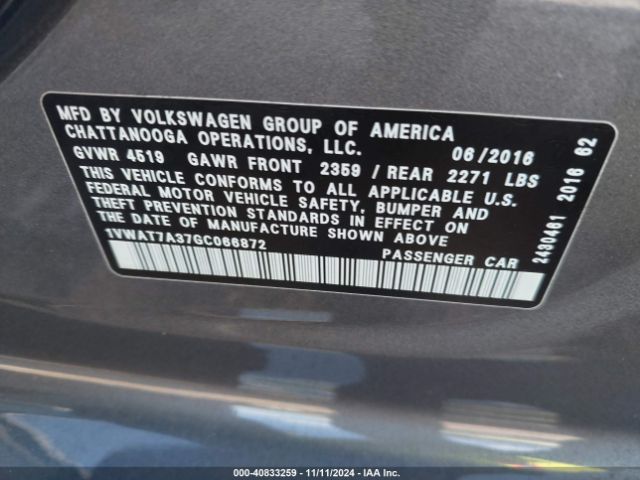 MFD BY VOLKSWAGEN GROUP OF AMERICA
CHATTANOOGA OPERATIONS, LLC.
06/2016
GVWR 4519 GAWR FRONT 2359 / REAR 2271 LBS
THIS VEHICLE CONFORMS TO ALL APPLICABLE U.S.
FEDERAL MOTOR VEHICLE SAFETY, BUMPER AND
THEFT PREVENTION STANDARDS IN EFFECT ON
THE DATE OF MANUFACTURE SHOWN ABOVE
1VWAT7A37GC066872
PASSENGER CAR
2430461 2016 62
000-40833259 - 11/11/2024 - IAA Inc.